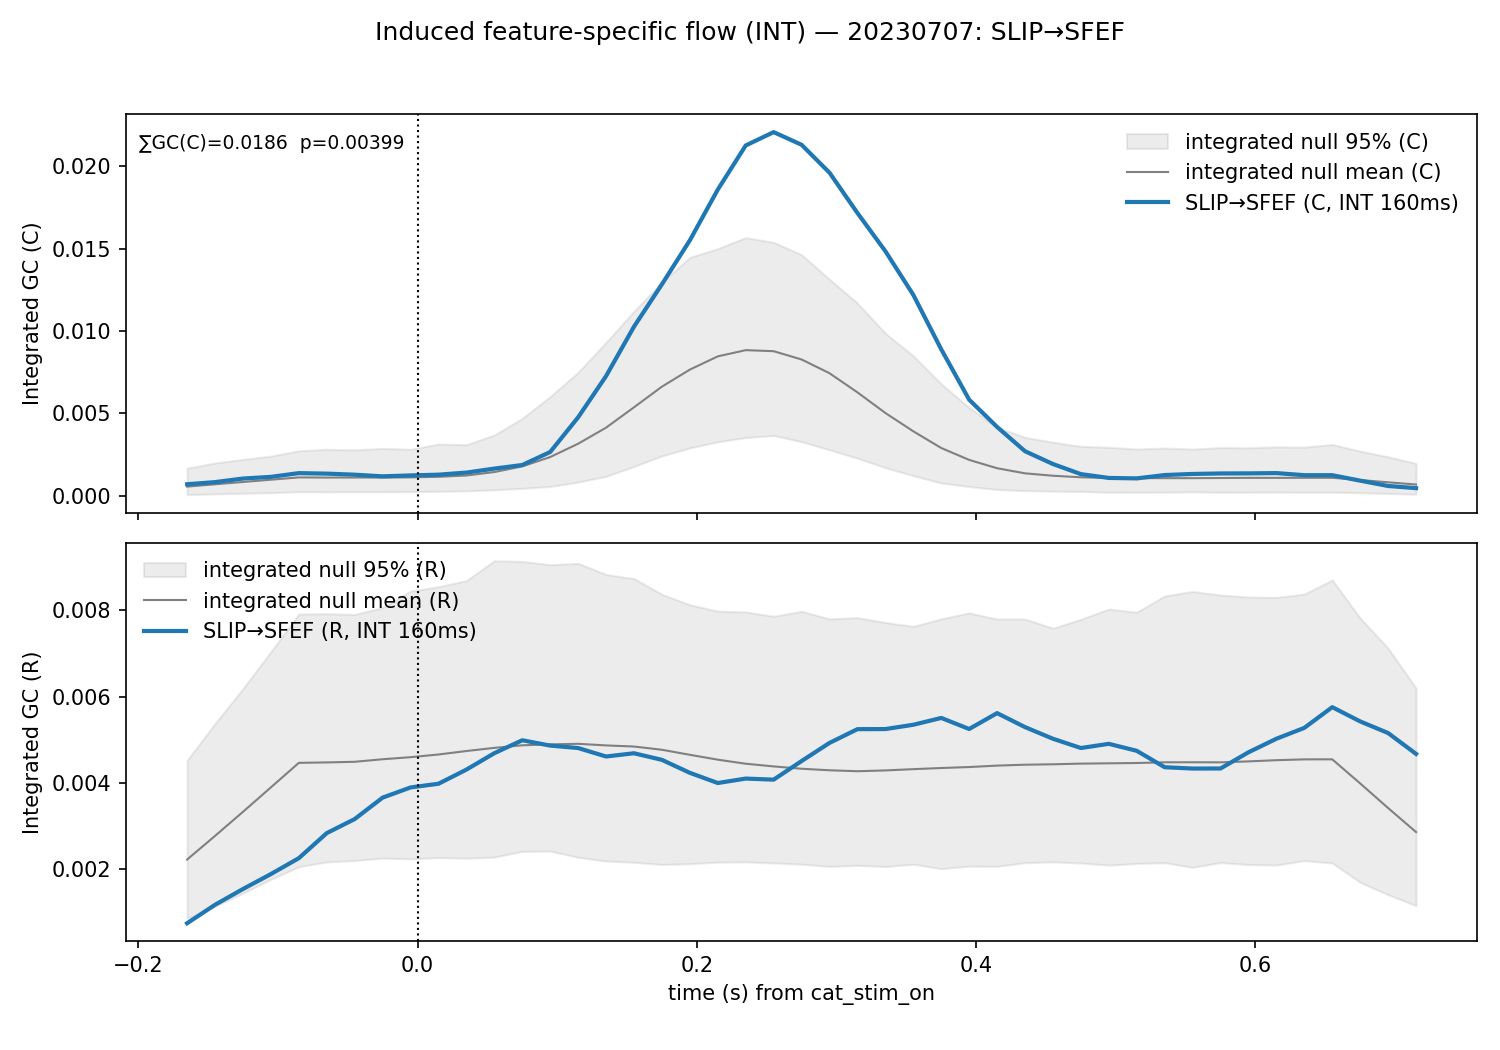 Induced feature-specific flow (INT) — 20230707: SLIP→SFEF
∑GC(C)=0.0186  p=0.00399
integrated null 95% (C)
integrated null mean (C)
SLIP→SFEF (C, INT 160ms)
Integrated GC (C)
0.020
0.015
0.010
0.005
0.000
integrated null 95% (R)
integrated null mean (R)
SLIP→SFEF (R, INT 160ms)
Integrated GC (R)
0.008
0.006
0.004
0.002
−0.2
0.0
0.2
0.4
0.6
time (s) from cat_stim_on